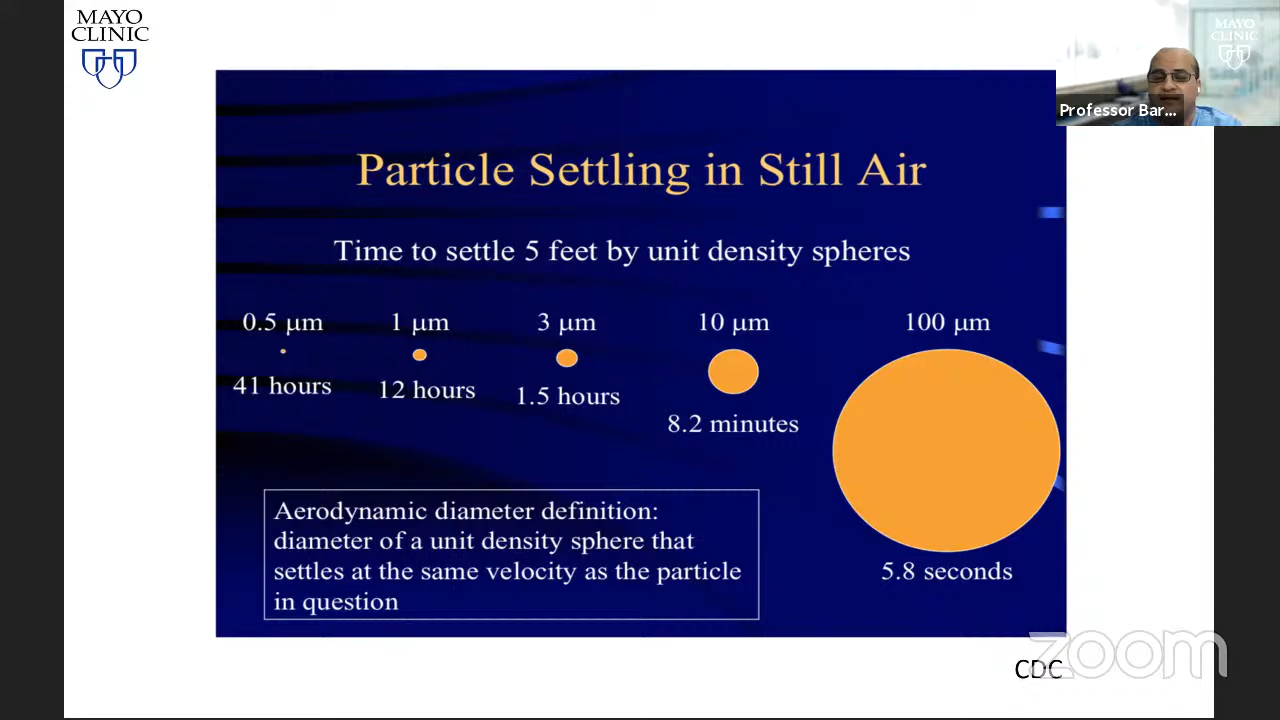 MAYO
CLINIC
MAYO
CLINIC
Professor Bar...
Particle Settling in Still Air
Time to settle 5 feet by unit density spheres
0.5 μm 1 μm 3 μm 10 μm 100 μm
41 hours 12 hours 1.5 hours 8.2 minutes 5.8 seconds
Aerodynamic diameter definition:
diameter of a unit density sphere that
settles at the same velocity as the particle
in question
CDC
zoom